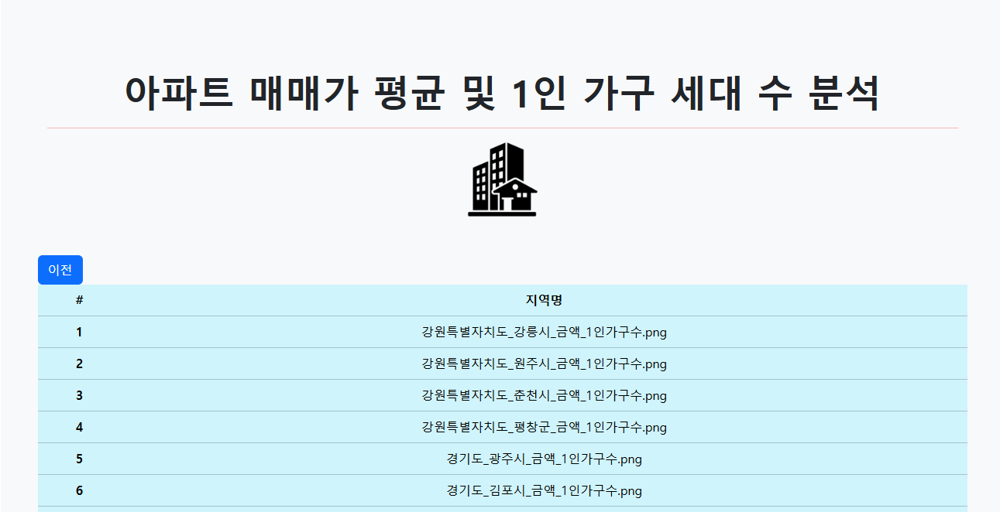 아파트 매매가 평균 및 1인 가구 세대 수 분석
이전
# 지역명
1 강원특별자치도_강릉시_금액_1인가구수.png
2 강원특별자치도_원주시_금액_1인가구수.png
3 강원특별자치도_춘천시_금액_1인가구수.png
4 강원특별자치도_평창군_금액_1인가구수.png
5 경기도_광주시_금액_1인가구수.png
6 경기도_김포시_금액_1인가구수.png